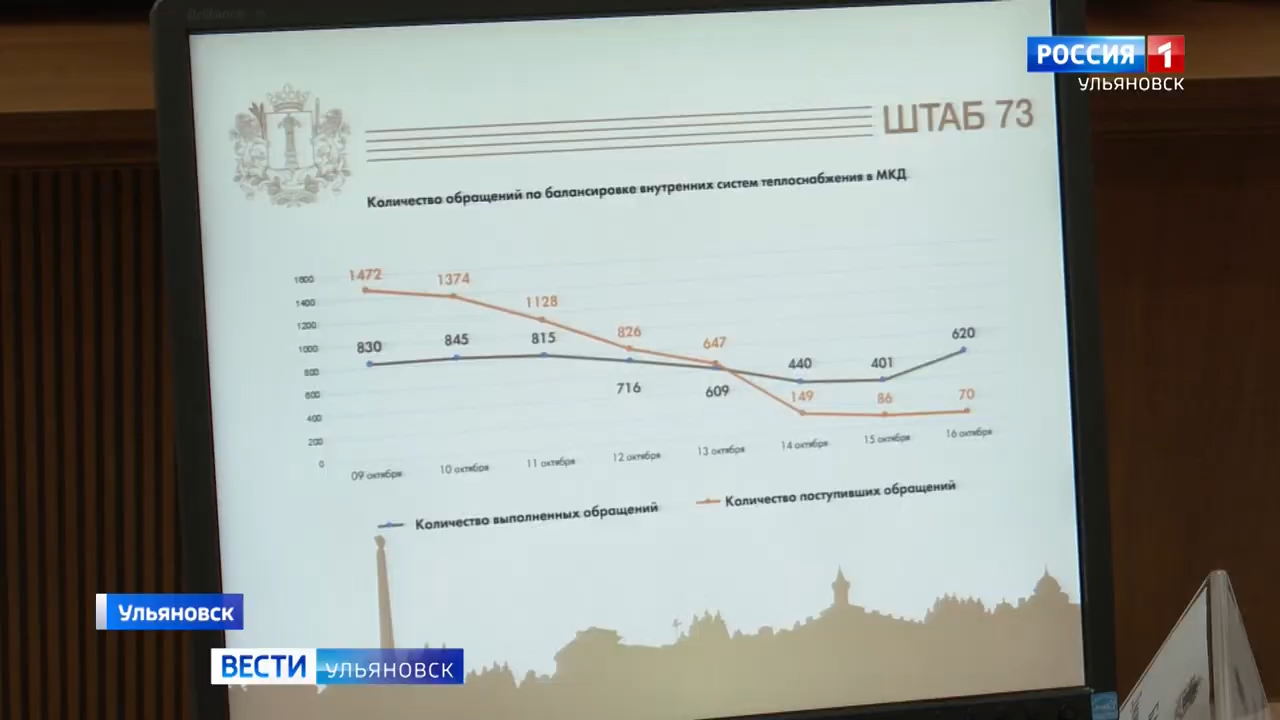 РОССИЯ 1
УЛЬЯНОВСК
ШТАБ 73
Количество обращений по балансировке внутренних систем теплоснабжения в МКД
1600
1400
1200
1000
800
600
400
200
0
1472
1374
1128
826
647
149
86
70
830
845
815
716
609
440
401
620
09 октября
10 октября
11 октября
12 октября
13 октября
14 октября
15 октября
16 октября
Количество выполненных обращений
Количество поступивших обращений
Ульяновск
ВЕСТИ УЛЬЯНОВСК